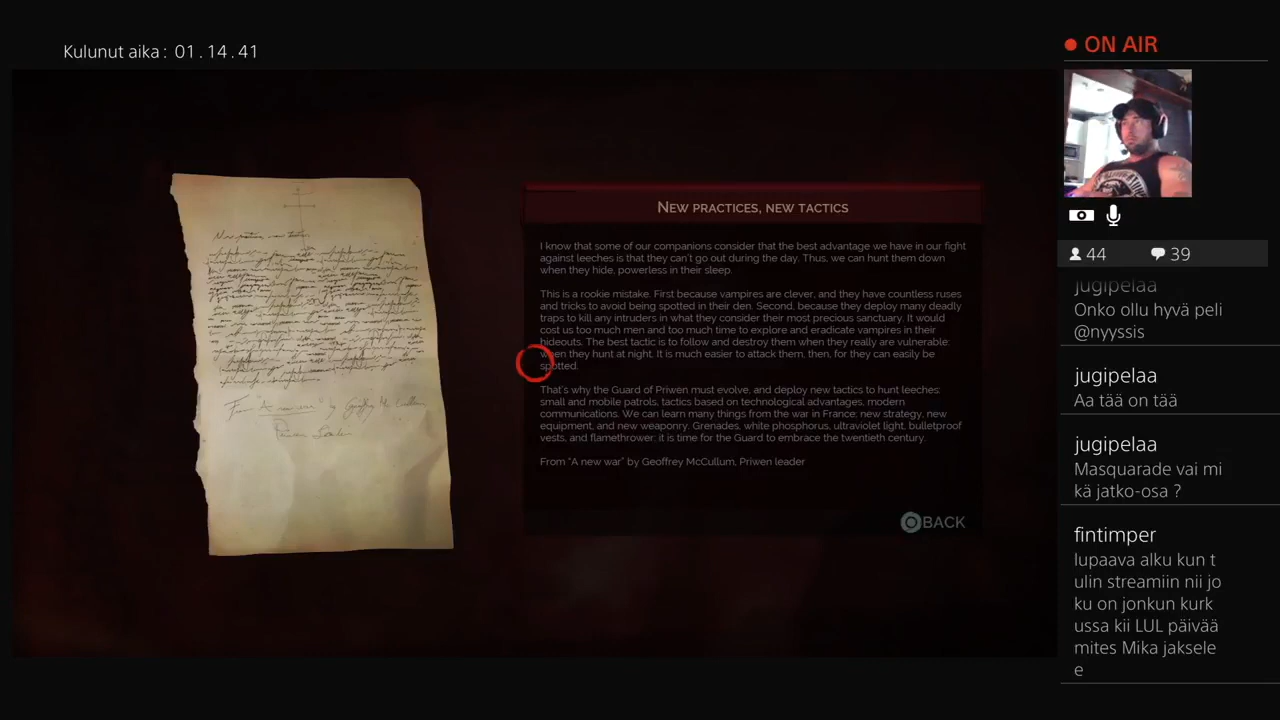 Kulunut aika: 01.14.41
ON AIR
NEW PRACTICES, NEW TACTICS
I know that some of our companions consider that the best advantage we have in our fight
against leeches is that they can't go out during the day. Thus, we can hunt them down
when they hide, powerless in their sleep.
This is a rookie mistake. First because vampires are clever, and they have countless ruses
and tricks to avoid being spotted in their den. Second, because they deploy many deadly
traps to kill any intruders in what they consider their most precious sanctuary. It would
cost us too much men and too much time to explore and eradicate vampires in their
hideouts. The best tactic is to follow and destroy them when they really are vulnerable:
when they hunt at night. It is much easier to attack them, then, for they can easily be
spotted.
That's why the Guard of Priwen must evolve, and deploy new tactics to hunt leeches:
small and mobile patrols, tactics based on technological advantages, modern
communications. We can learn many things from the war in France: new strategy, new
equipment, and new weaponry. Grenades, white phosphorus, ultraviolet light, bulletproof
vests, and flamethrower: it is time for the Guard to embrace the twentieth century.
From "A new war" by Geoffrey McCullum, Priwen leader
BACK
44 39
jugipelaa
Onko ollu hyvä peli
@nyyssis
jugipelaa
Aa tää on tää
jugipelaa
Masquarade vai mi
kä jatko-osa ?
fintimper
lupaava alku kun t
ulin streamiin nii jo
ku on jonkun kurk
ussa kii LUL päivää
mites Mika jaksele
e